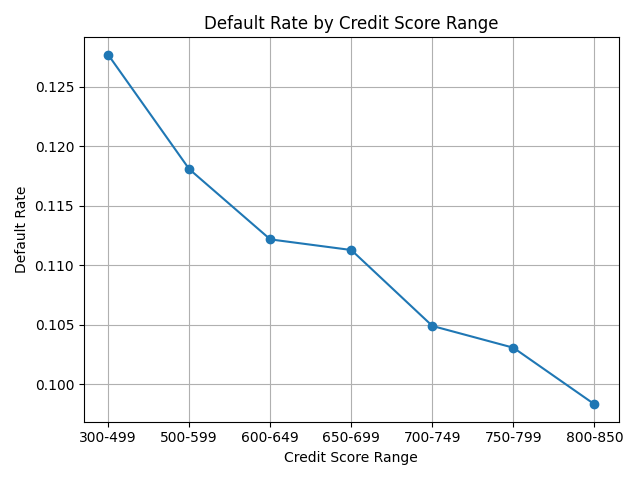 Default Rate by Credit Score Range
0.125
0.120
0.115
0.110
0.105
0.100
Default Rate
300-499 500-599 600-649 650-699 700-749 750-799 800-850
Credit Score Range